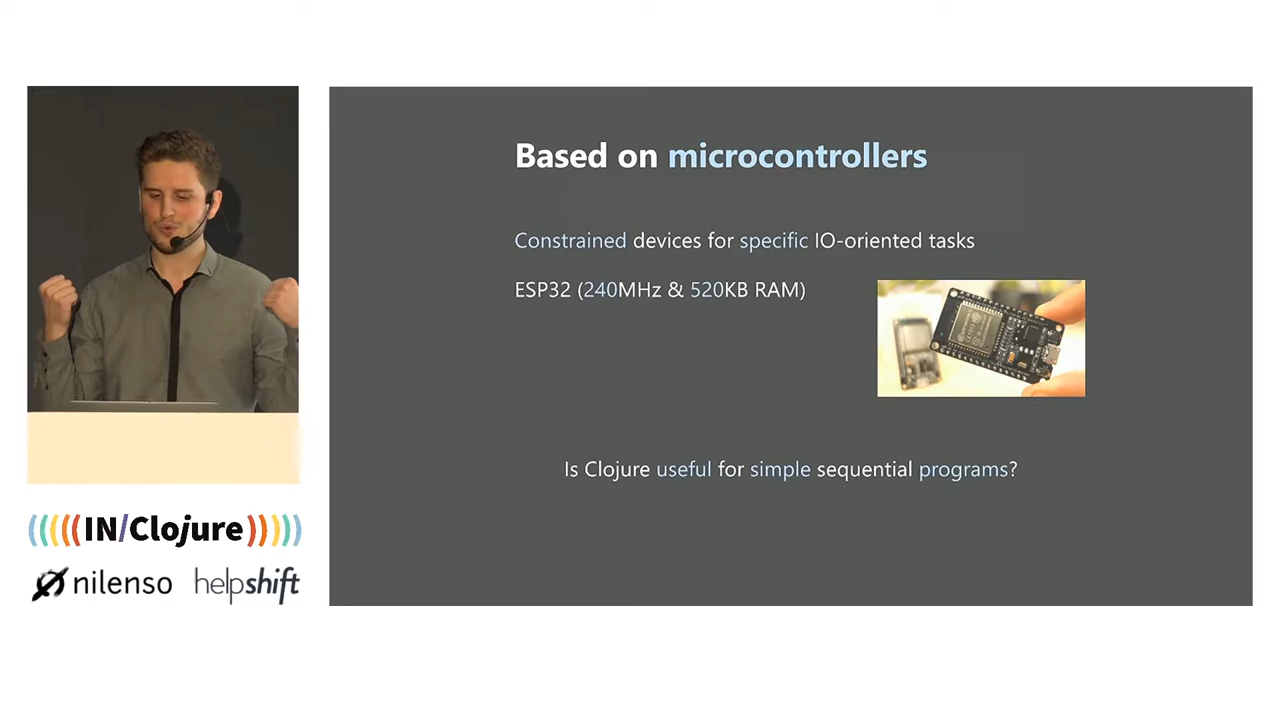 Based on microcontrollers
Constrained devices for specific IO-oriented tasks
ESP32 (240MHz & 520KB RAM)
Is Clojure useful for simple sequential programs?
(((((IN/Clojure)))))
nilenso helpshift